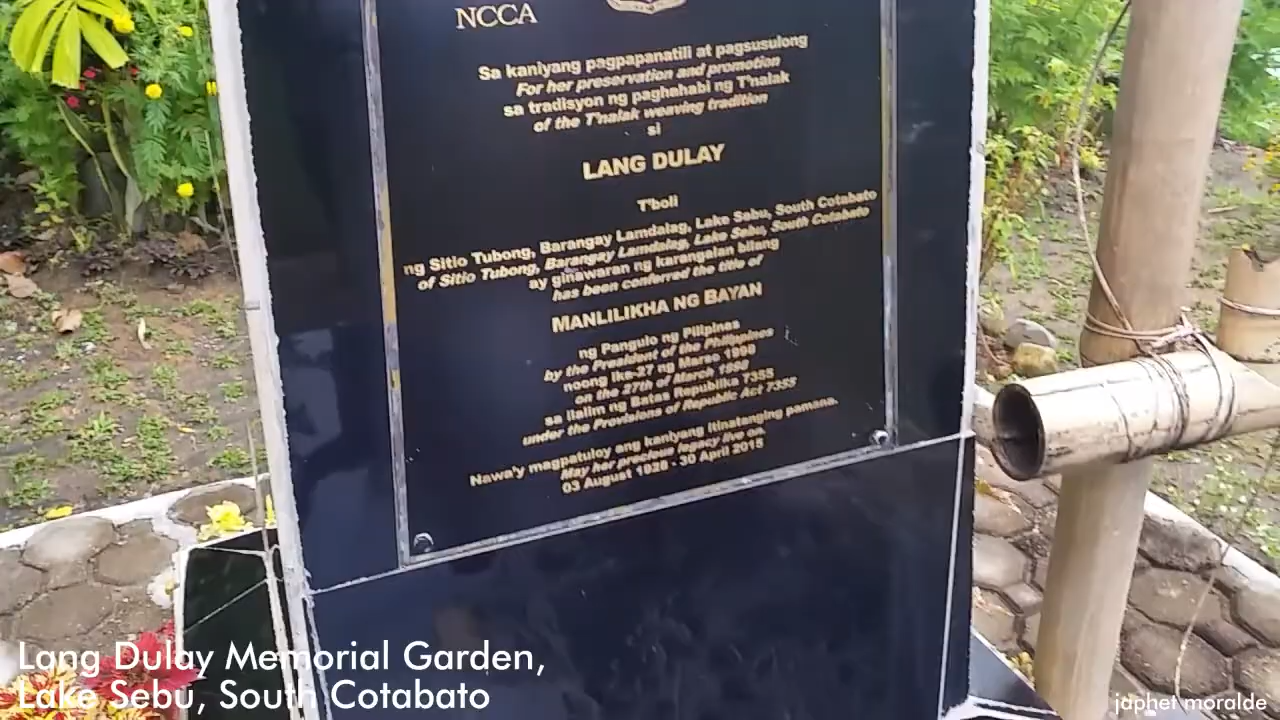 NCCA
Sa kaniyang pagpapanatili at pagsusulong
For her preservation and promotion
sa tradisyon ng paghahabi ng T'nalak
of the T'nalak weaving tradition
si
LANG DULAY
T'boli
ng Sitio Tubong, Barangay Lamdalag, Lake Sebu, South Cotabato
of Sitio Tubong, Barangay Lamdalag, Lake Sebu, South Cotabato
ay ginawaran ng karangalan bilang
has been conferred the title of
MANLILIKHA NG BAYAN
ng Pangulo ng Pilipinas
by the President of the Philippines
noong ika-27 ng Marso 1998
on the 27th of March 1998
sa ilalim ng Batas Republika 7355
under the Provisions of Republic Act 7355
Nawa'y magpatuloy ang kaniyang itinatanging pamana.
May her precious legacy live on.
03 August 1928 - 30 April 2015
Lang Dulay Memorial Garden,
Lake Sebu, South Cotabato
japhet moralde